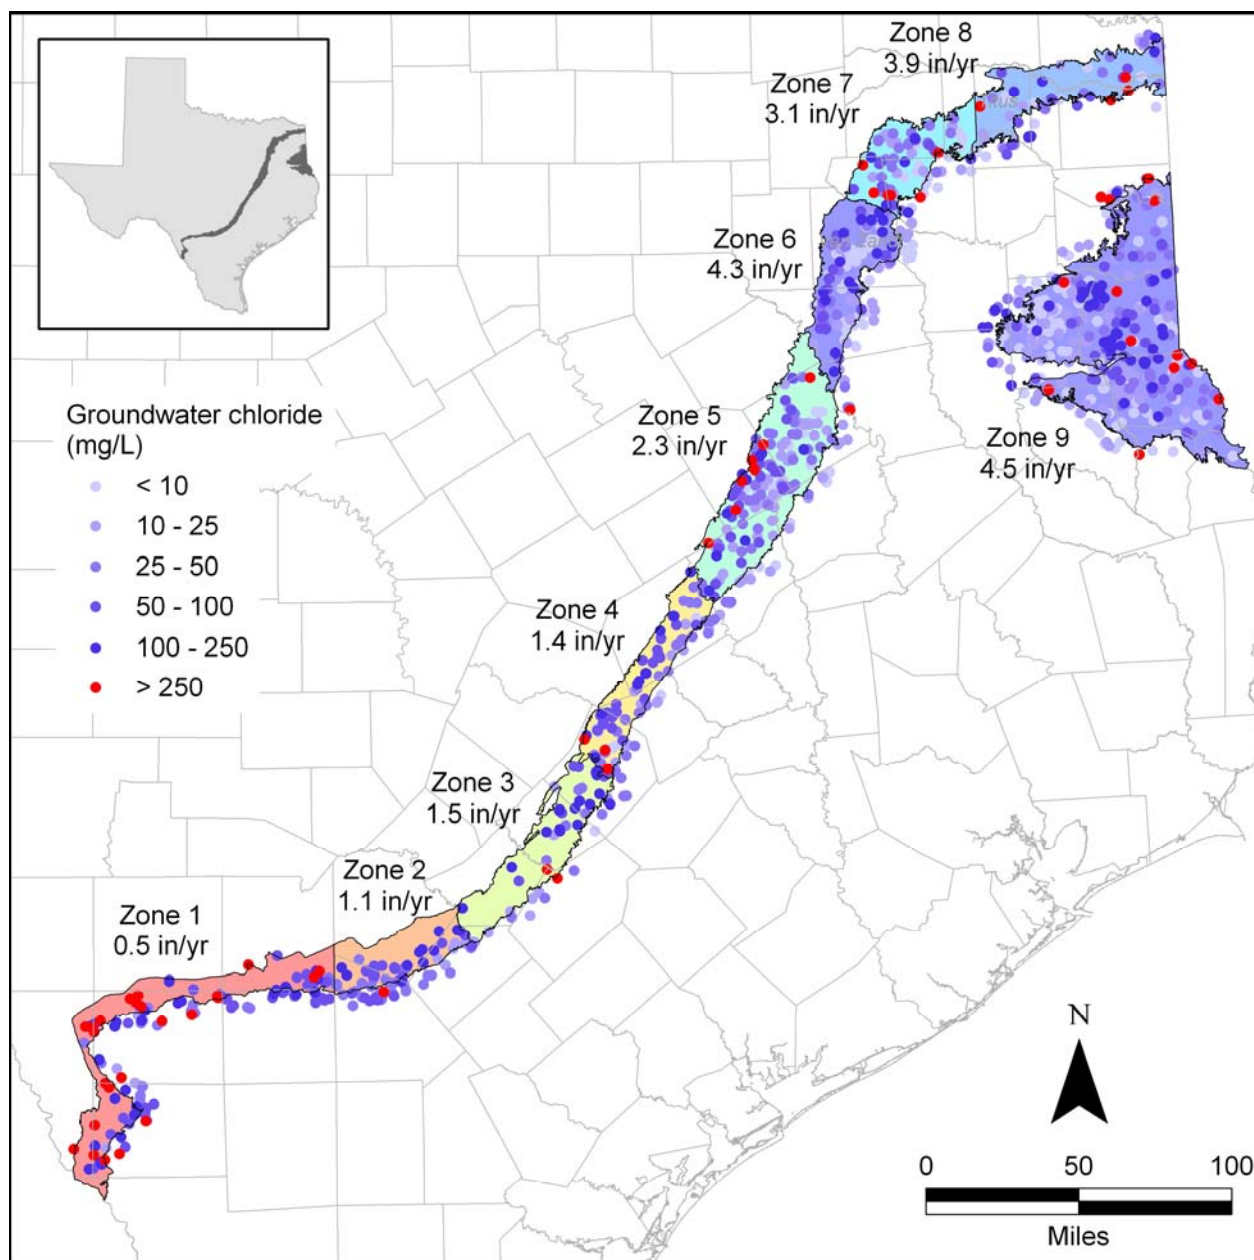 Zone 8
3.9 in/yr
Zone 7
3.1 in/yr
Zone 6
4.3 in/yr
Zone 5
2.3 in/yr
Zone 9
4.5 in/yr
Groundwater chloride
(mg/L)
< 10
10 - 25
25 - 50
50 - 100
100 - 250
> 250
Zone 4
1.4 in/yr
Zone 3
1.5 in/yr
Zone 2
1.1 in/yr
Zone 1
0.5 in/yr
N
0 50 100
Miles